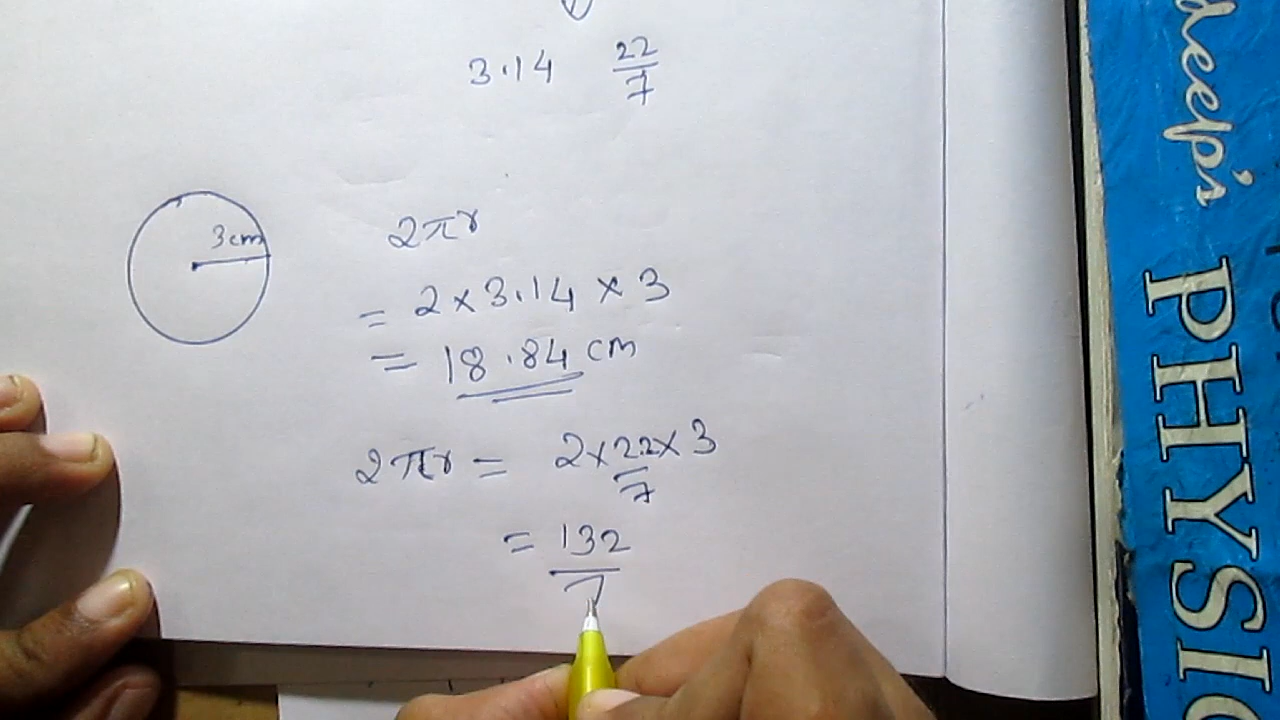 3.14 22/7
3cm
2πr
= 2 × 3.14 × 3
= 18.84 cm
2πr = 2 × 22/7 × 3
= 132/7
deep's
PHYSIC